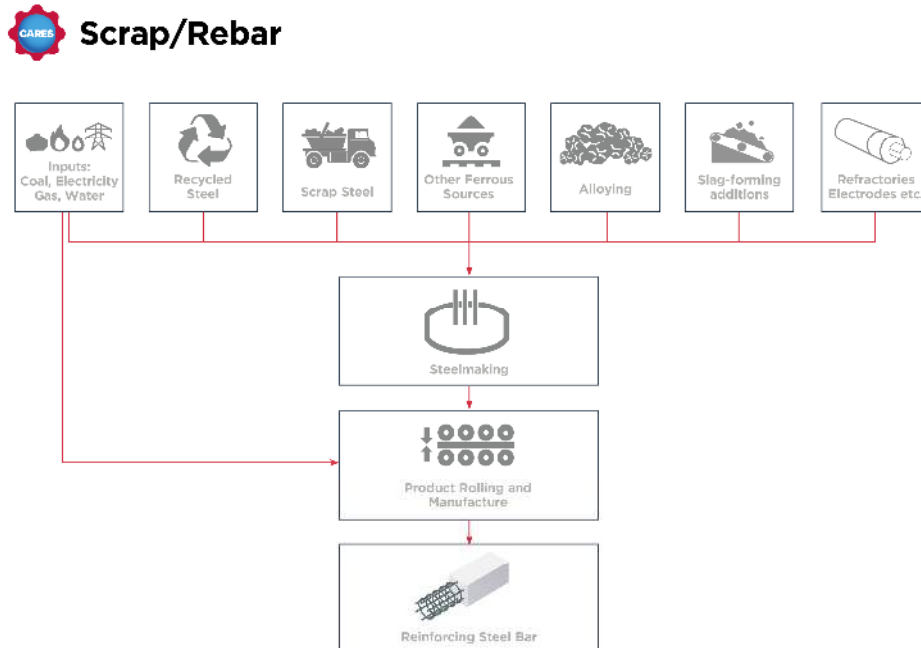 CARES
Scrap/Rebar
Inputs:
Coal, Electricity
Gas, Water
Recycled
Steel
Scrap Steel
Other Ferrous
Sources
Alloying
Slag-forming
additions
Refractories
Electrodes etc.
Steelmaking
Product Rolling and
Manufacture
Reinforcing Steel Bar